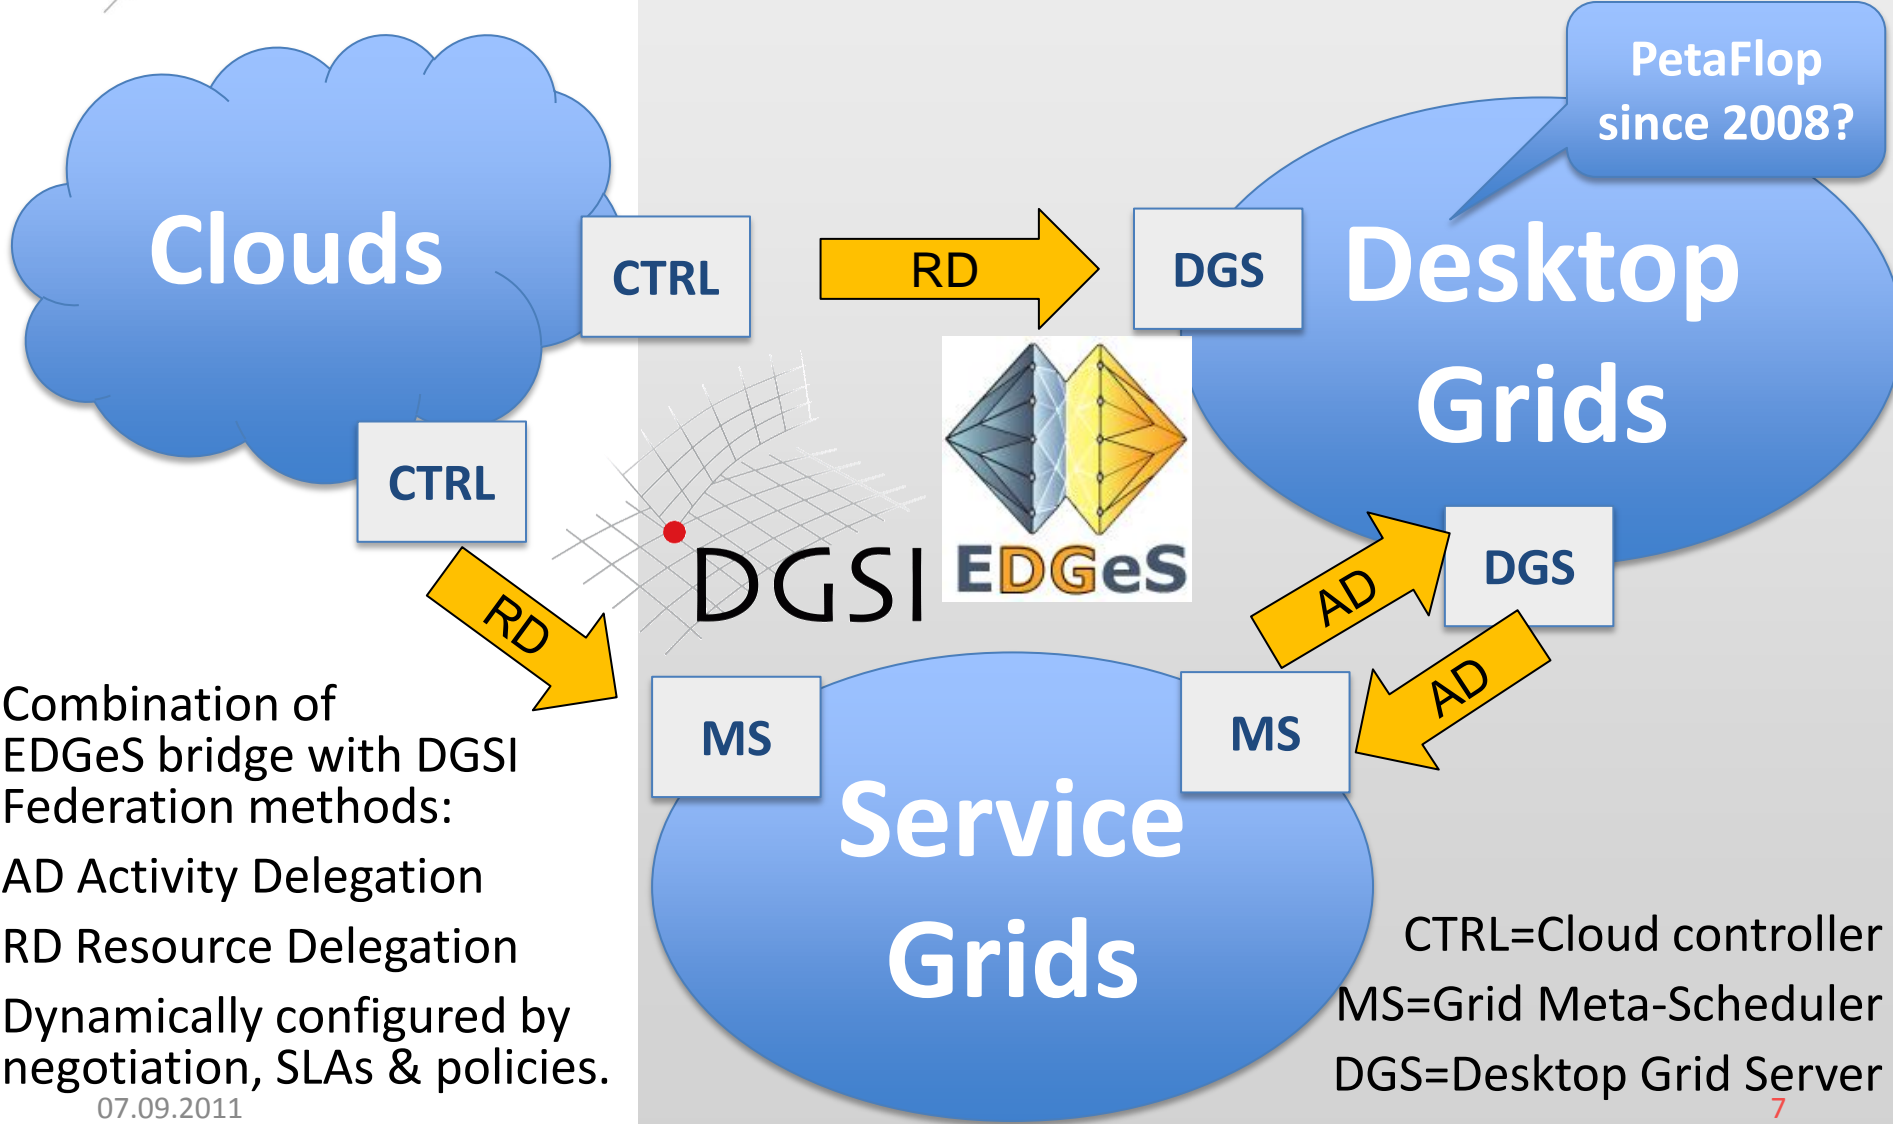 PetaFlop
since 2008?
Clouds
CTRL
RD
DGS
Desktop
Grids
CTRL
DGSI
EDGeS
DGS
AD
AD
RD
MS
MS
Service
Grids
Combination of
EDGeS bridge with DGSI
Federation methods:
AD Activity Delegation
RD Resource Delegation
Dynamically configured by
negotiation, SLAs & policies.
CTRL=Cloud controller
MS=Grid Meta-Scheduler
DGS=Desktop Grid Server
07.09.2011
7